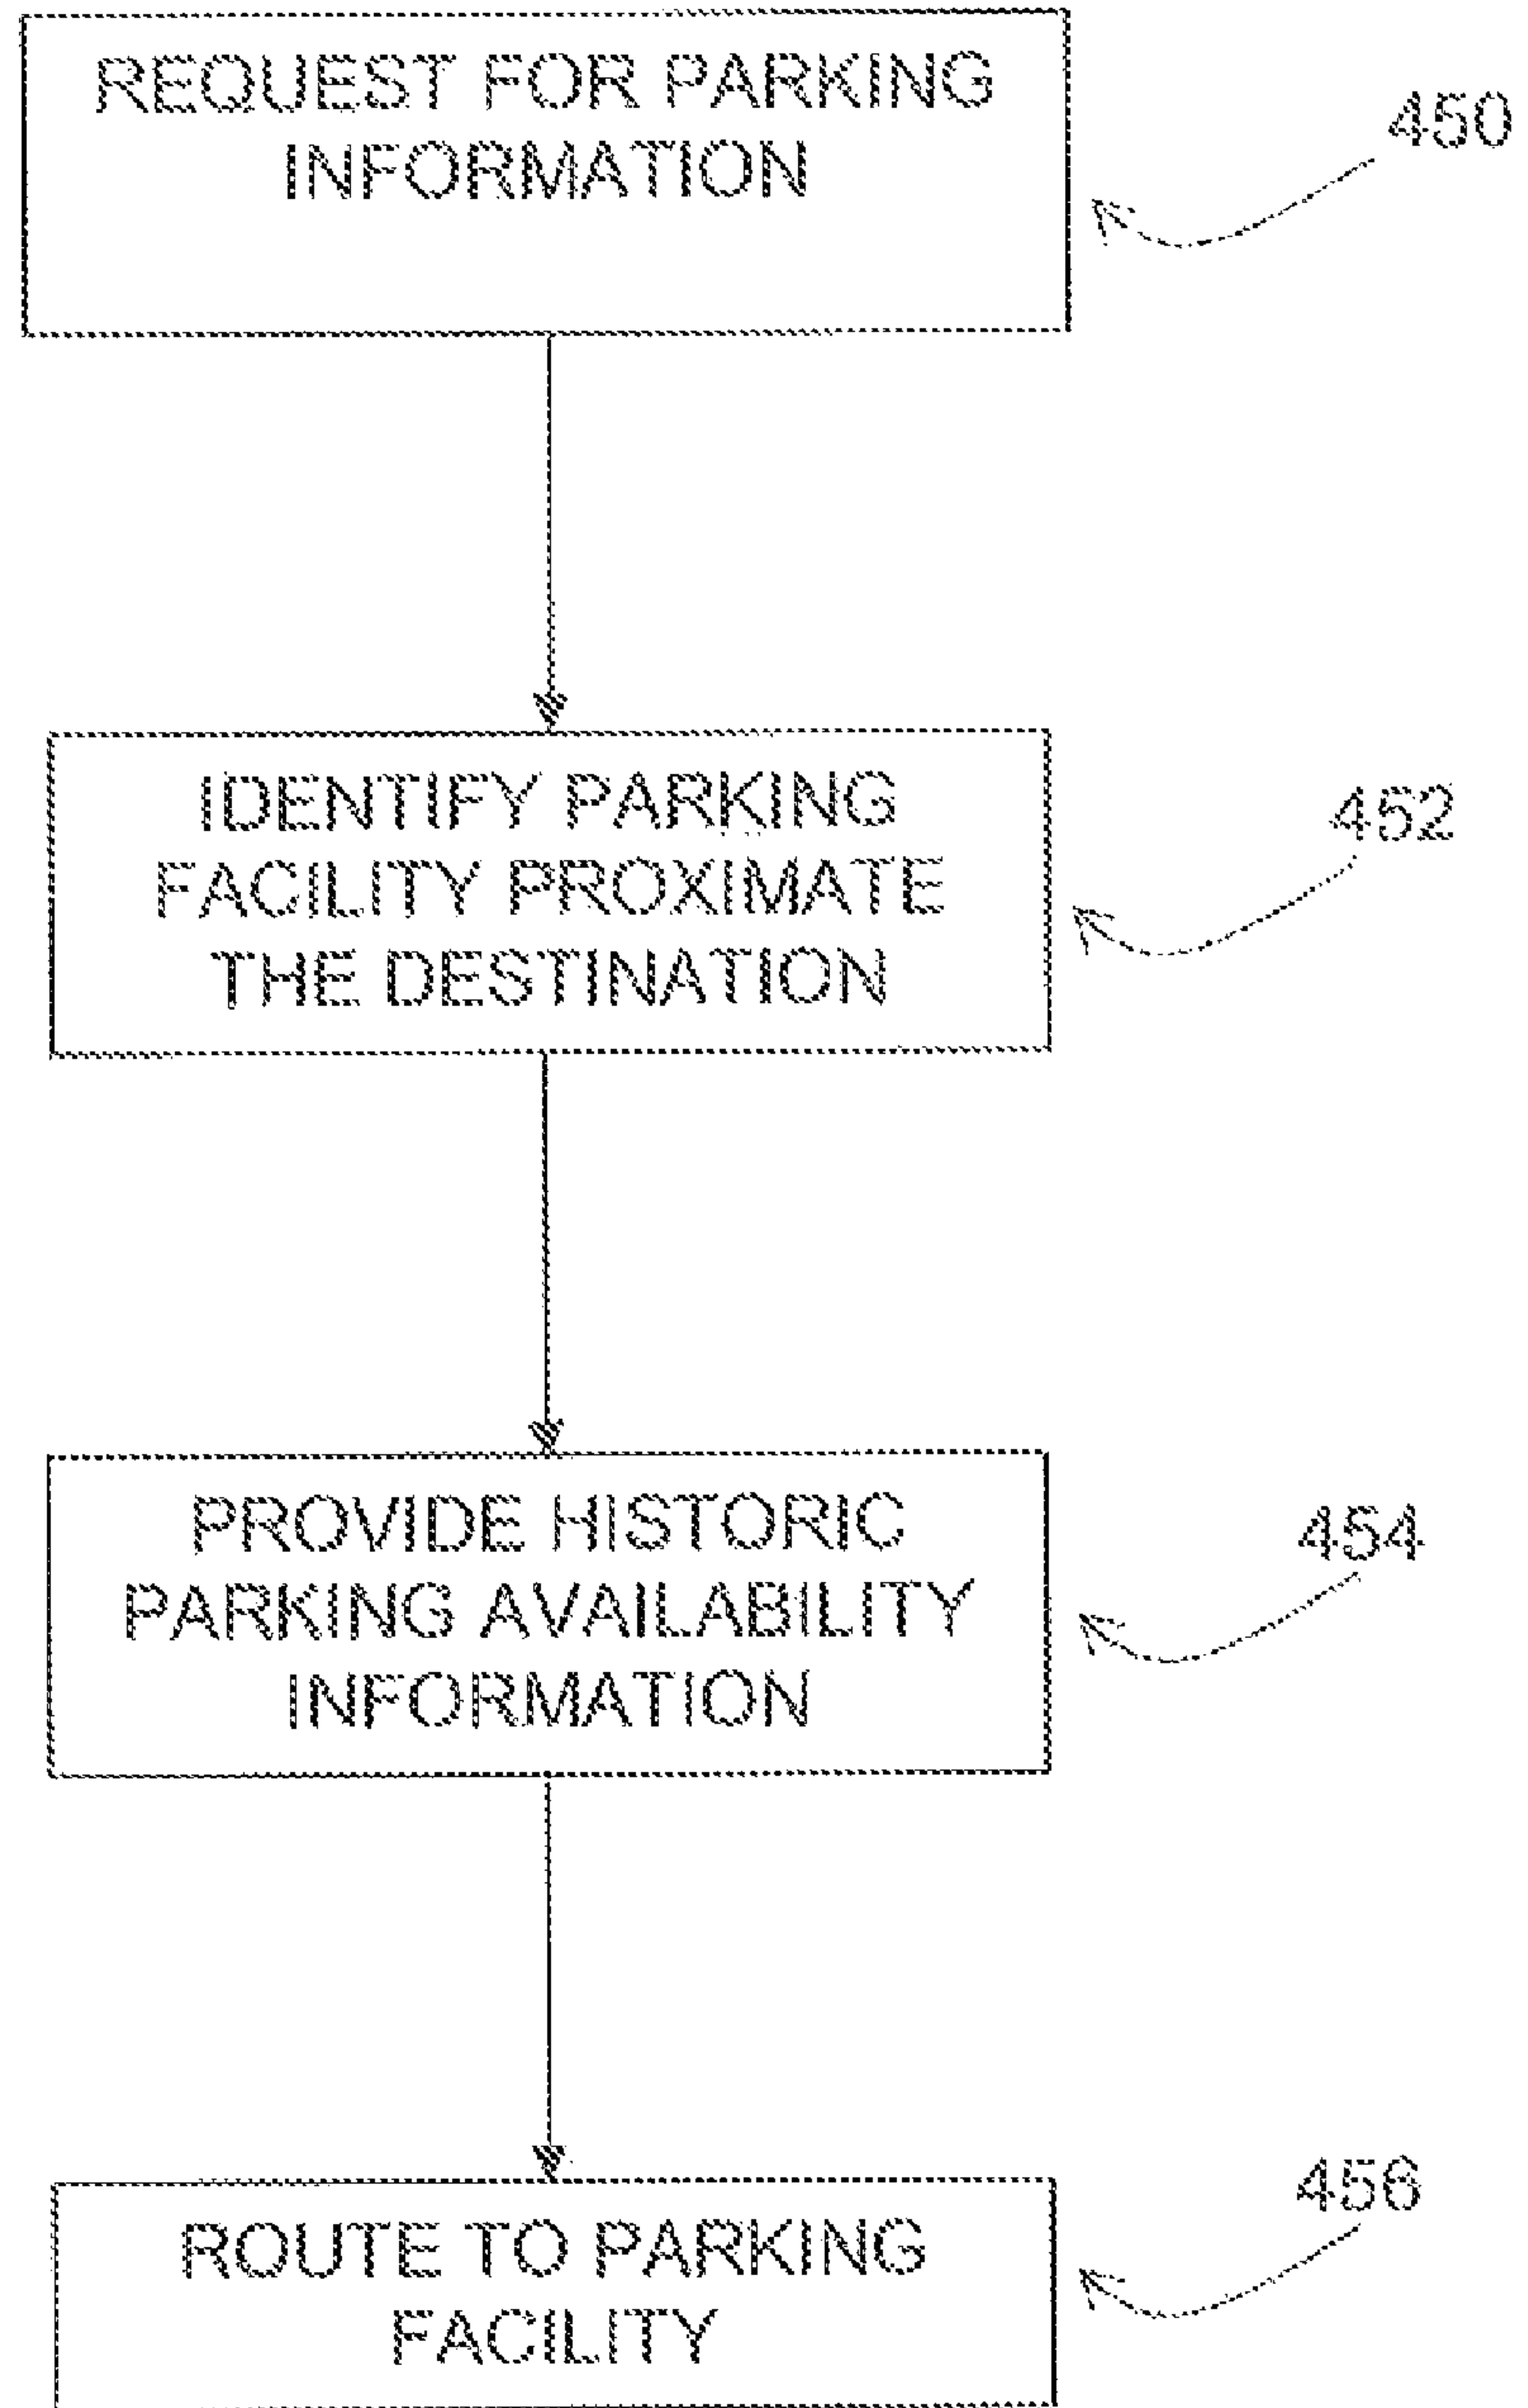 REQUEST FOR PARKING
INFORMATION
450
IDENTIFY PARKING
FACILITY PROXIMATE
THE DESTINATION
452
PROVIDE HISTORIC
PARKING AVAILABILITY
INFORMATION
454
ROUTE TO PARKING
FACILITY
456